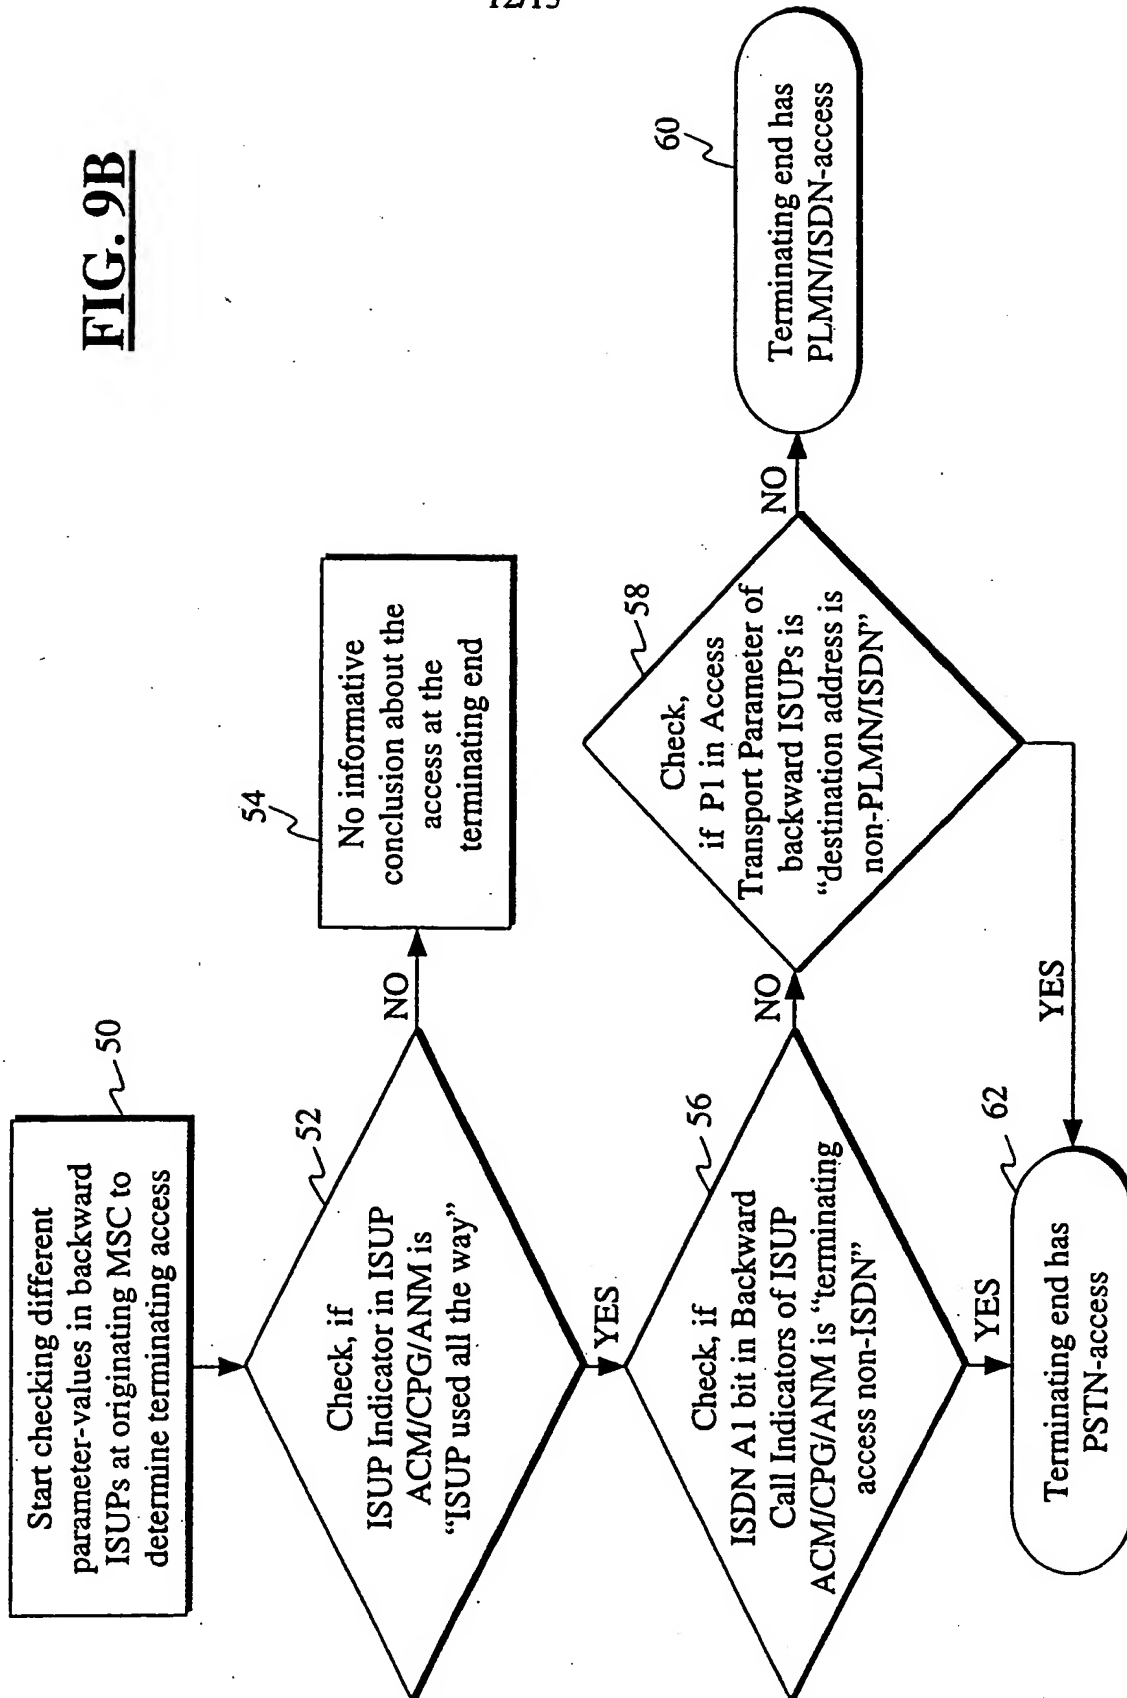 12/13
FIG. 9B
Start checking different
parameter-values in backward
ISUPs at originating MSC to
determine terminating access
50
Check, if
ISUP Indicator in ISUP
ACM/CPG/ANM is
“ISUP used all the way”
52
NO
No informative
conclusion about the
access at the
terminating end
54
YES
Check, if
ISDN A1 bit in Backward
Call Indicators of ISUP
ACM/CPG/ANM is “terminating
access non-ISDN”
56
NO
Check,
if P1 in Access
Transport Parameter of
backward ISUPs is
“destination address is
non-PLMN/ISDN”
58
NO
Terminating end has
PLMN/ISDN-access
60
YES
YES
Terminating end has
PSTN-access
62